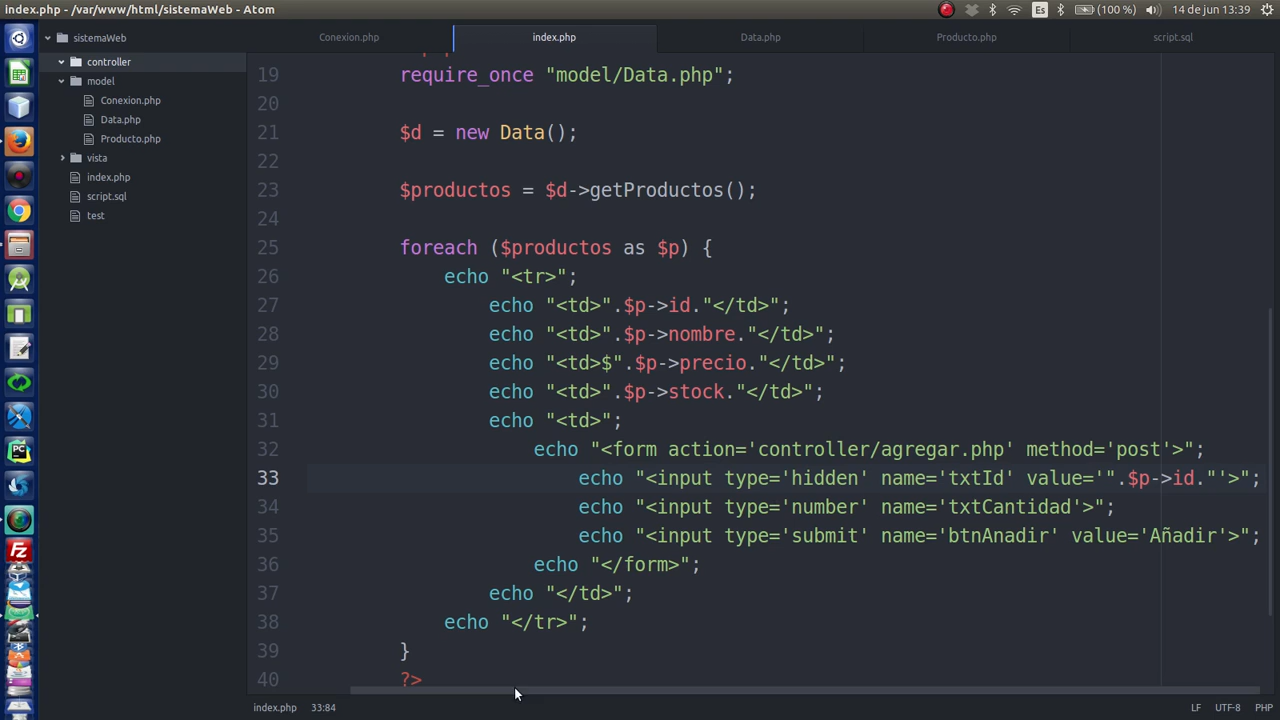 index.php - /var/www/html/sistemaWeb - Atom
Es
(100 %)
14 de jun 13:39
sistemaWeb
Conexion.php
index.php
Data.php
Producto.php
script.sql
controller
model
Conexion.php
Data.php
Producto.php
vista
index.php
script.sql
test
19 require_once "model/Data.php";
20
21 $d = new Data();
22
23 $productos = $d->getProductos();
24
25 foreach ($productos as $p) {
26 echo "<tr>";
27 echo "<td>".$p->id."</td>";
28 echo "<td>".$p->nombre."</td>";
29 echo "<td>$".$p->precio."</td>";
30 echo "<td>".$p->stock."</td>";
31 echo "<td>";
32 echo "<form action='controller/agregar.php' method='post'>";
33 echo "<input type='hidden' name='txtId' value='".$p->id."'>";
34 echo "<input type='number' name='txtCantidad'>";
35 echo "<input type='submit' name='btnAnadir' value='Añadir'>";
36 echo "</form>";
37 echo "</td>";
38 echo "</tr>";
39 }
40 ?>
PC
Fz
index.php 33:84
LF UTF-8 PHP